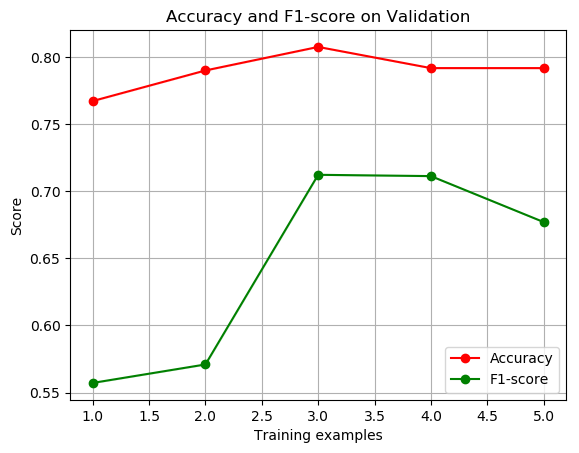 Accuracy and F1-score on Validation
0.80
0.75
0.70
0.65
0.60
0.55
Score
1.0 1.5 2.0 2.5 3.0 3.5 4.0 4.5 5.0
Training examples
Accuracy
F1-score